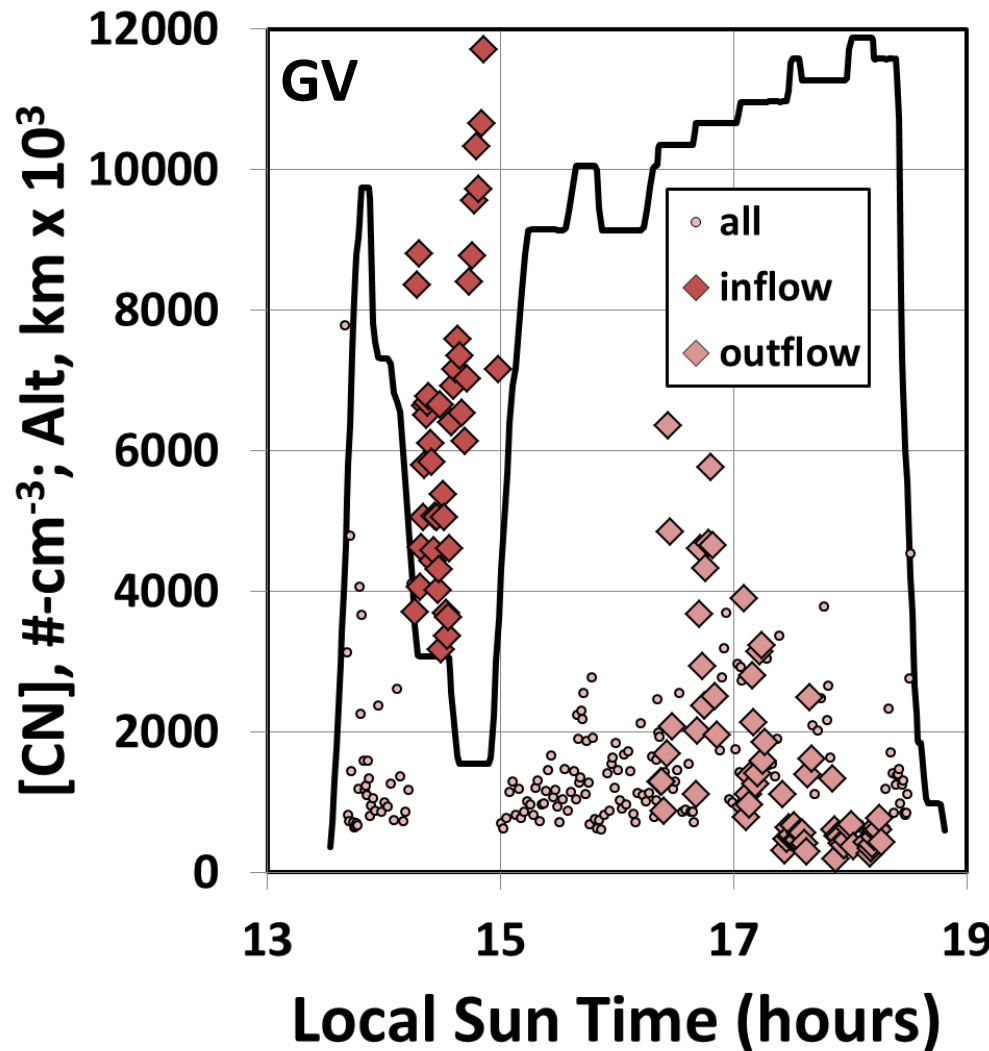 GV
[CN], #-cm⁻³; Alt, km x 10³
12000
10000
8000
6000
4000
2000
0
all
inflow
outflow
13
15
17
19
Local Sun Time (hours)